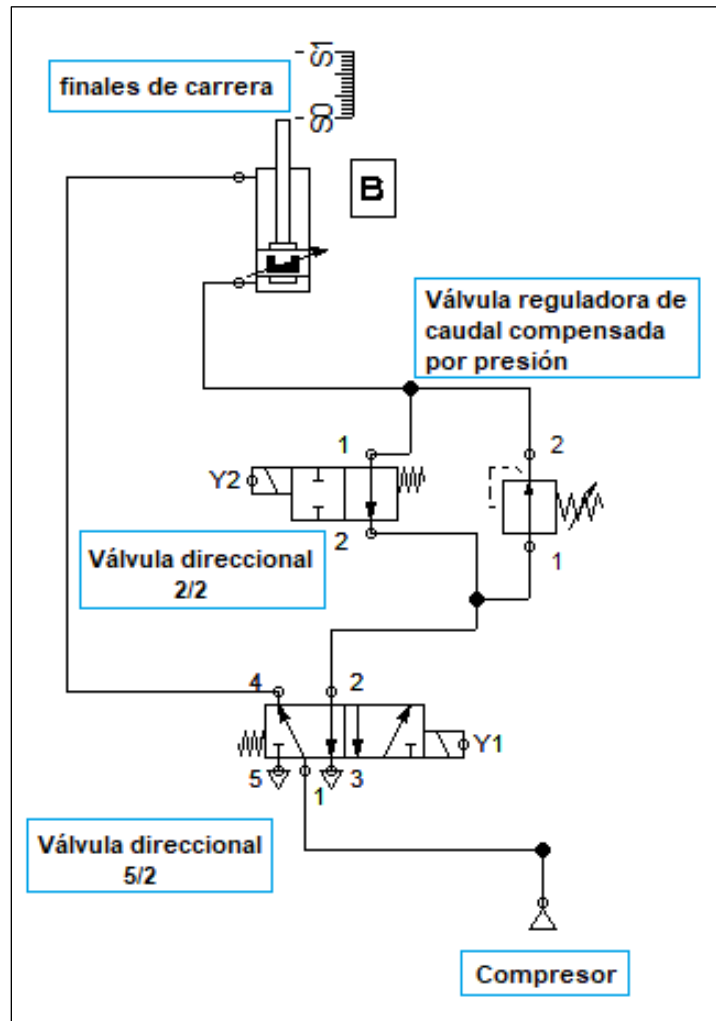 S1
finales de carrera
S0
B
Válvula reguladora de
caudal compensada
por presión
1
2
Y2
2
1
Válvula direccional
2/2
4
2
Y1
5
1
3
Válvula direccional
5/2
Compresor